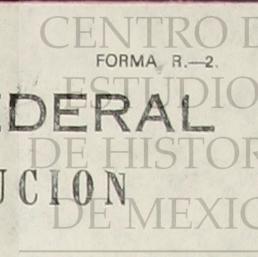 CENTRO D
FORMA R.—2.
ESTUDIO
EDERAL
DE HISTOR
UCION
DE MEXIC